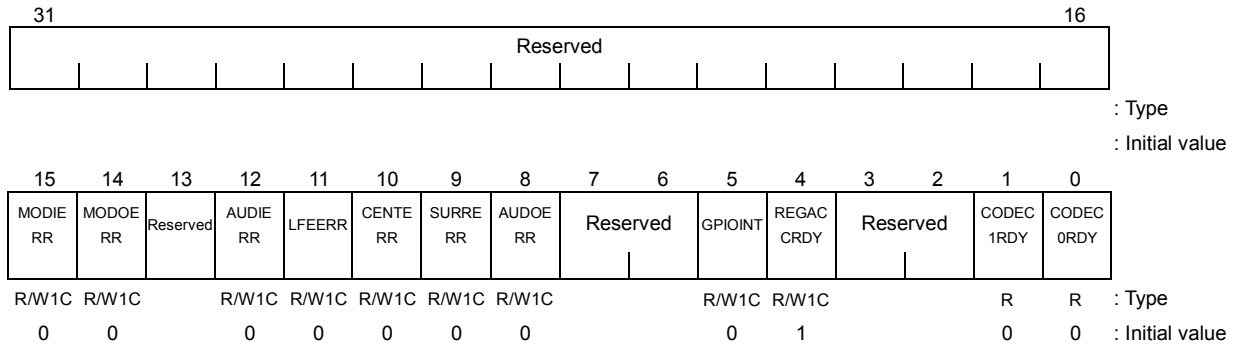 31 16
Reserved
: Type
: Initial value
15 14 13 12 11 10 9 8 7 6 5 4 3 2 1 0
MODIE MODOE Reserved AUDIE LFEERR CENTE SURRE AUDOE Reserved GPIOINT REGAC Reserved CODEC CODEC
RR RR RR RR RR RR CRDY 1RDY 0RDY
R/W1C R/W1C R/W1C R/W1C R/W1C R/W1C R/W1C R/W1C R/W1C R R : Type
0 0 0 0 0 0 0 0 1 0 0 : Initial value